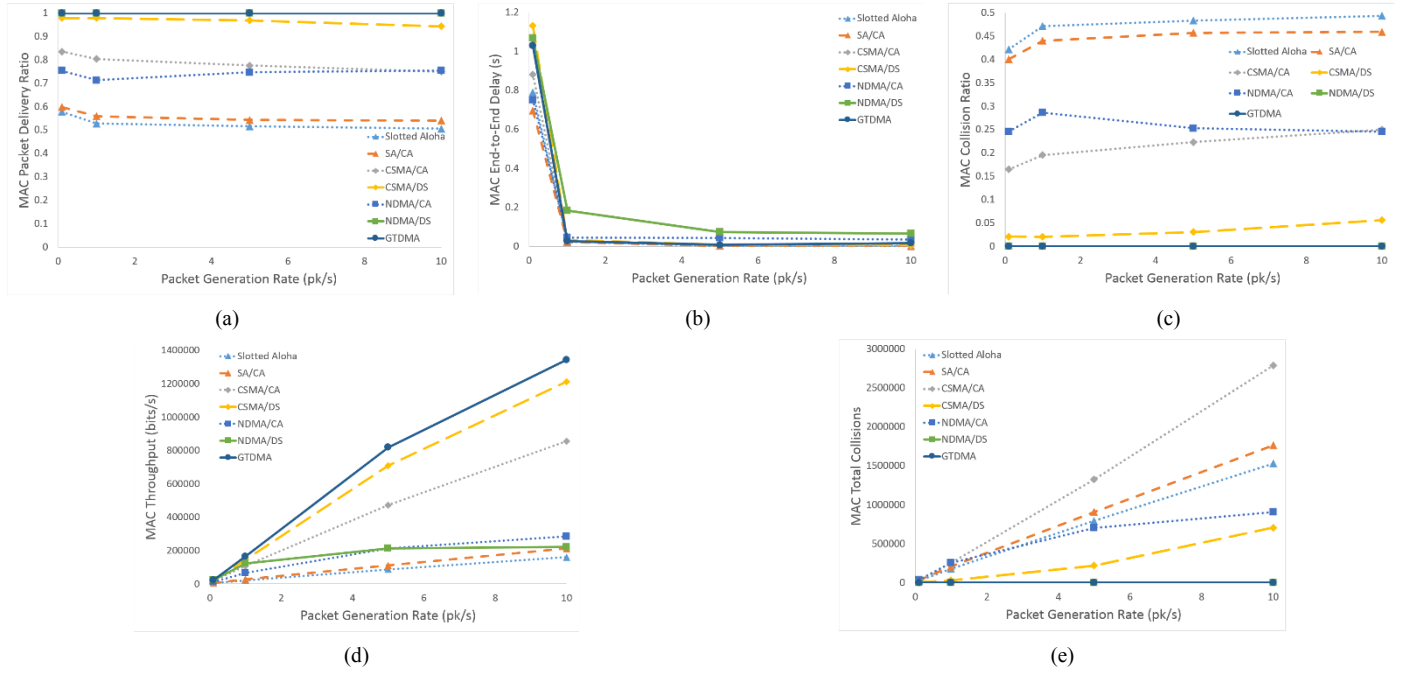 1
0.9
0.8
0.7
0.6
0.5
0.4
0.3
0.2
0.1
0
MAC Packet Delivery Ratio
Slotted Aloha
SA/CA
CSMA/CA
CSMA/DS
NDMA/CA
NDMA/DS
GTDMA
0 2 4 6 8 10
Packet Generation Rate (pk/s)
(a)
1.2
1
0.8
0.6
0.4
0.2
0
MAC End-to-End Delay (s)
Slotted Aloha
SA/CA
CSMA/CA
CSMA/DS
NDMA/CA
NDMA/DS
GTDMA
0 2 4 6 8 10
Packet Generation Rate (pk/s)
(b)
0.5
0.45
0.4
0.35
0.3
0.25
0.2
0.15
0.1
0.05
0
MAC Collision Ratio
Slotted Aloha SA/CA
CSMA/CA CSMA/DS
NDMA/CA NDMA/DS
GTDMA
0 2 4 6 8 10
Packet Generation Rate (pk/s)
(c)
1400000
1200000
1000000
800000
600000
400000
200000
0
MAC Throughput (bits/s)
Slotted Aloha
SA/CA
CSMA/CA
CSMA/DS
NDMA/CA
NDMA/DS
GTDMA
0 2 4 6 8 10
Packet Generation Rate (pk/s)
(d)
3000000
2500000
2000000
1500000
1000000
500000
0
MAC Total Collisions
Slotted Aloha
SA/CA
CSMA/CA
CSMA/DS
NDMA/CA
NDMA/DS
GTDMA
0 2 4 6 8 10
Packet Generation Rate (pk/s)
(e)